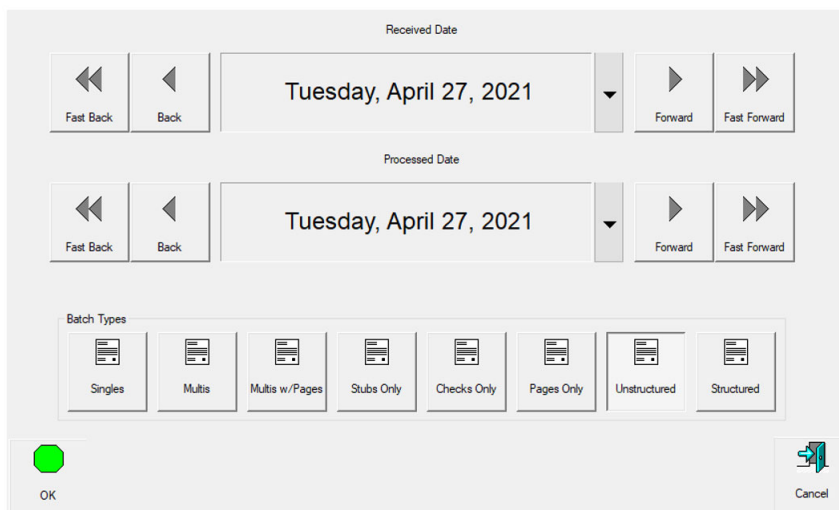 Received Date
Tuesday, April 27, 2021
Fast Back Back Forward Fast Forward
Processed Date
Tuesday, April 27, 2021
Fast Back Back Forward Fast Forward
Batch Types
Singles Multis Multis w/Pages Stubs Only Checks Only Pages Only Unstructured Structured
OK Cancel